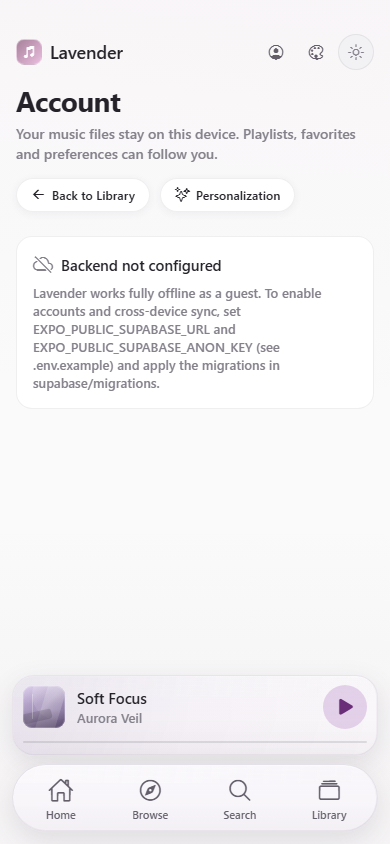 Lavender
Account
Your music files stay on this device. Playlists, favorites
and preferences can follow you.
Back to Library
Personalization
Backend not configured
Lavender works fully offline as a guest. To enable
accounts and cross-device sync, set
EXPO_PUBLIC_SUPABASE_URL and
EXPO_PUBLIC_SUPABASE_ANON_KEY (see
.env.example) and apply the migrations in
supabase/migrations.
Soft Focus
Aurora Veil
Home
Browse
Search
Library